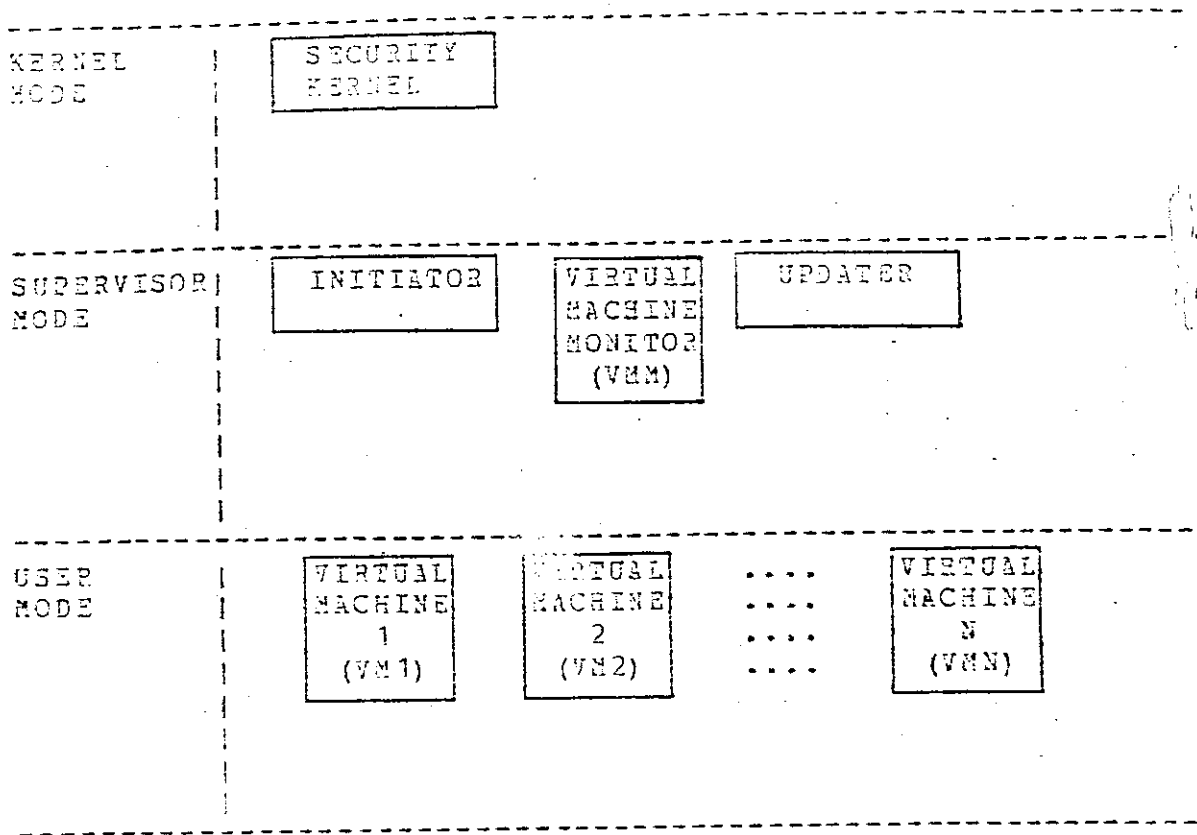 KERNEL MODE
SECURITY KERNEL
SUPERVISOR MODE
INITIATOR
VIRTUAL MACHINE MONITOR (VMM)
UPDATER
USER MODE
VIRTUAL MACHINE 1 (VM1)
VIRTUAL MACHINE 2 (VM2)
....
....
....
....
VIRTUAL MACHINE N (VMN)